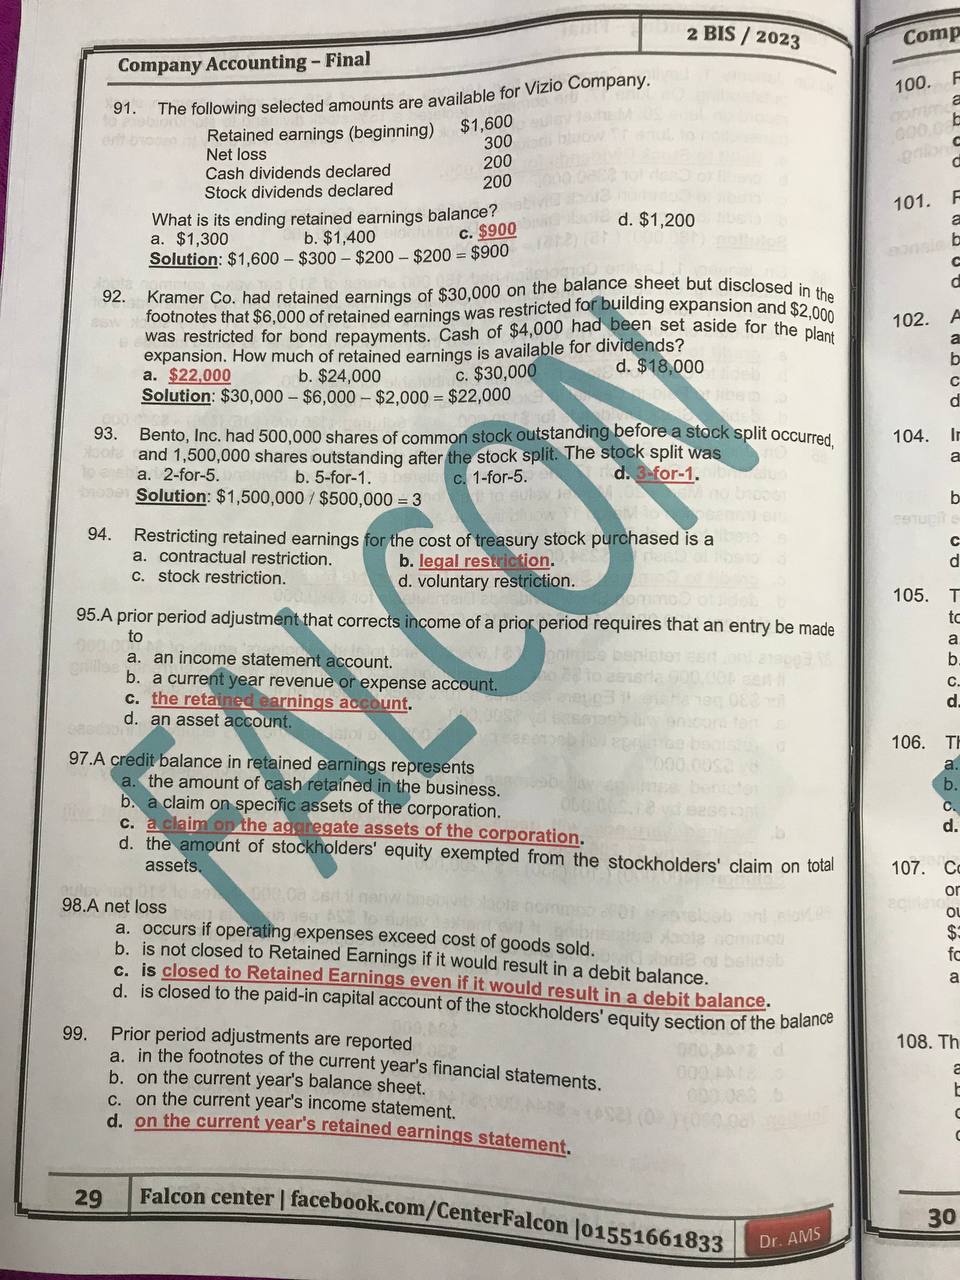 Company Accounting – Final
2 BIS / 2023
91. The following selected amounts are available for Vizio Company.
Retained earnings (beginning) $1,600
Net loss 300
Cash dividends declared 200
Stock dividends declared 200
What is its ending retained earnings balance?
a. $1,300 b. $1,400 c. $900 d. $1,200
Solution: $1,600 – $300 – $200 – $200 = $900
92. Kramer Co. had retained earnings of $30,000 on the balance sheet but disclosed in the
footnotes that $6,000 of retained earnings was restricted for building expansion and $2,000
was restricted for bond repayments. Cash of $4,000 had been set aside for the plant
expansion. How much of retained earnings is available for dividends?
a. $22,000 b. $24,000 c. $30,000 d. $18,000
Solution: $30,000 – $6,000 – $2,000 = $22,000
93. Bento, Inc. had 500,000 shares of common stock outstanding before a stock split occurred,
and 1,500,000 shares outstanding after the stock split. The stock split was
a. 2-for-5. b. 5-for-1. c. 1-for-5. d. 3-for-1.
Solution: $1,500,000 / $500,000 = 3
94. Restricting retained earnings for the cost of treasury stock purchased is a
a. contractual restriction. b. legal restriction.
c. stock restriction. d. voluntary restriction.
95.A prior period adjustment that corrects income of a prior period requires that an entry be made
to
a. an income statement account.
b. a current year revenue or expense account.
c. the retained earnings account.
d. an asset account.
97.A credit balance in retained earnings represents
a. the amount of cash retained in the business.
b. a claim on specific assets of the corporation.
c. a claim on the aggregate assets of the corporation.
d. the amount of stockholders' equity exempted from the stockholders' claim on total
assets.
98.A net loss
a. occurs if operating expenses exceed cost of goods sold.
b. is not closed to Retained Earnings if it would result in a debit balance.
c. is closed to Retained Earnings even if it would result in a debit balance.
d. is closed to the paid-in capital account of the stockholders' equity section of the balance
99. Prior period adjustments are reported
a. in the footnotes of the current year's financial statements.
b. on the current year's balance sheet.
c. on the current year's income statement.
d. on the current year's retained earnings statement.
FALCON
29 Falcon center | facebook.com/CenterFalcon |01551661833
Dr. AMS
Comp
100. F
a
b
c
d
101. F
a
b
c
d
102. A
a
b
c
d
104. In
a
b
c
d
105. T
to
a
b.
c.
d.
106. Th
a.
b.
c.
d.
107. Co
or
ou
$3
fo
a
108. Th
30